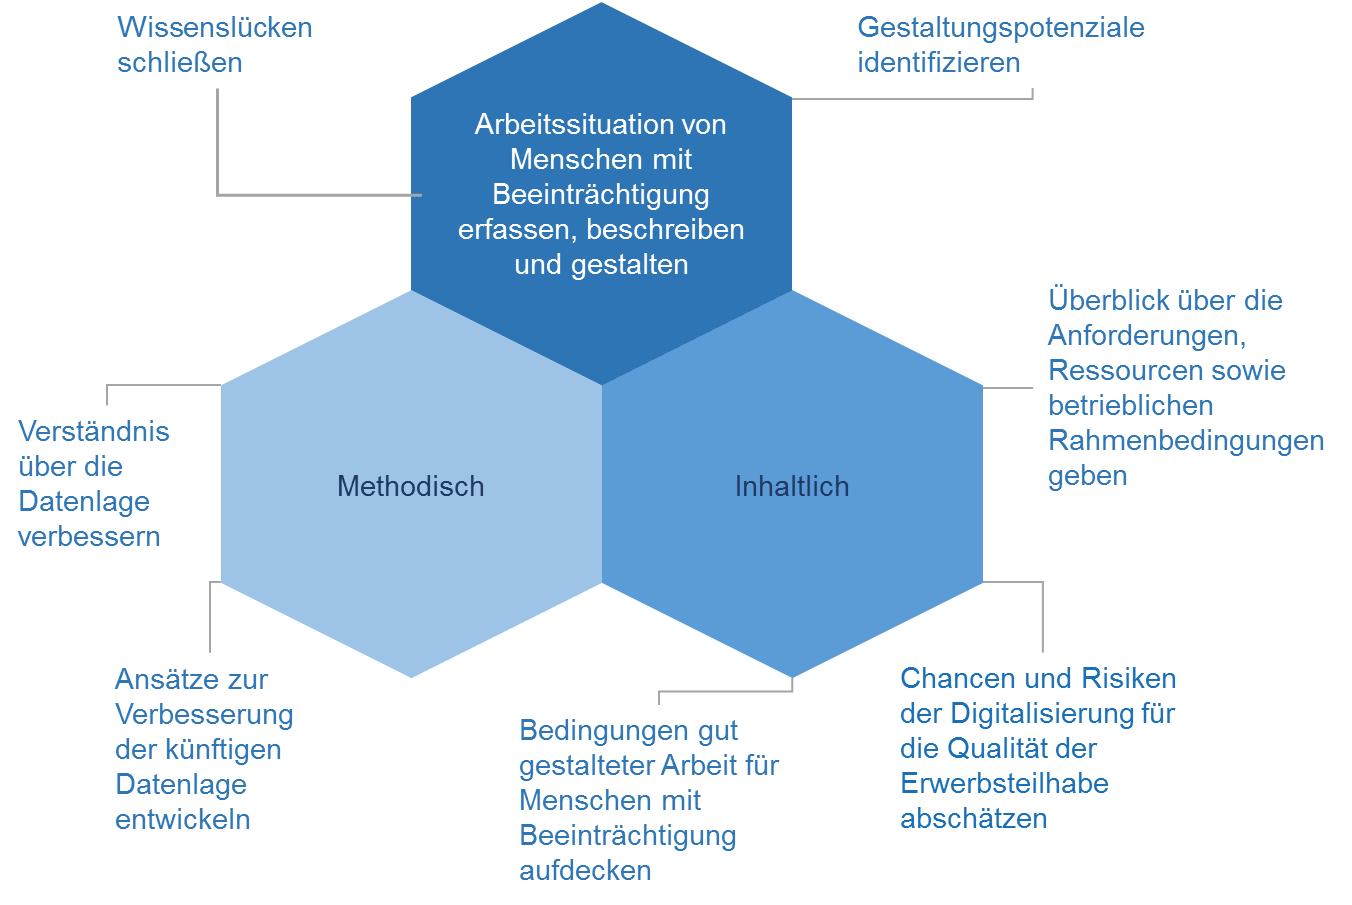 Wissenslücken
schließen
Gestaltungspotenziale
identifizieren
Arbeitssituation von
Menschen mit
Beeinträchtigung
erfassen, beschreiben
und gestalten
Überblick über die
Anforderungen,
Ressourcen sowie
betrieblichen
Rahmenbedingungen
geben
Verständnis
über die
Datenlage
verbessern
Methodisch
Inhaltlich
Ansätze zur
Verbesserung
der künftigen
Datenlage
entwickeln
Bedingungen gut
gestalteter Arbeit für
Menschen mit
Beeinträchtigung
aufdecken
Chancen und Risiken
der Digitalisierung für
die Qualität der
Erwerbsteilhabe
abschätzen